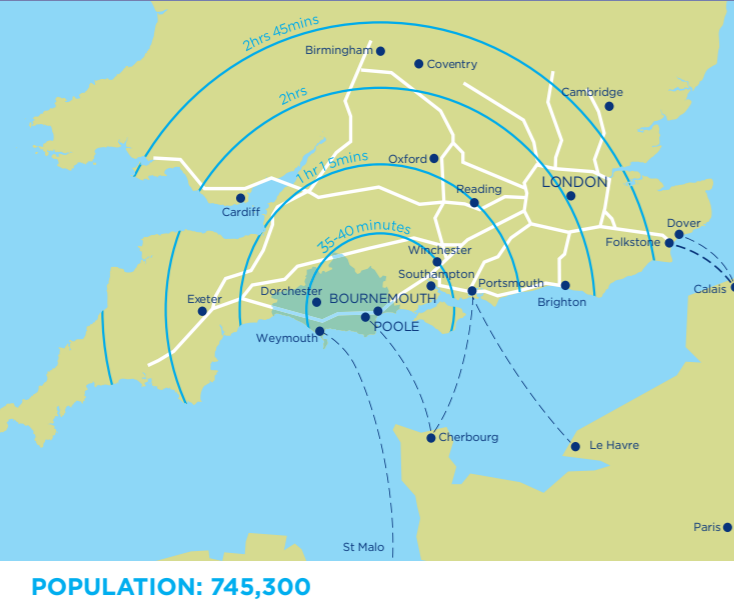 2hrs 45mins
Birmingham
Coventry
2hrs
Cambridge
1 hr 15mins
Oxford
Reading
LONDON
Cardiff
Dover
35-40 minutes
Folkstone
Winchester
Southampton
Portsmouth
Calais
Dorchester
BOURNEMOUTH
Exeter
Brighton
POOLE
Weymouth
Cherbourg
Le Havre
Paris
St Malo
POPULATION: 745,300